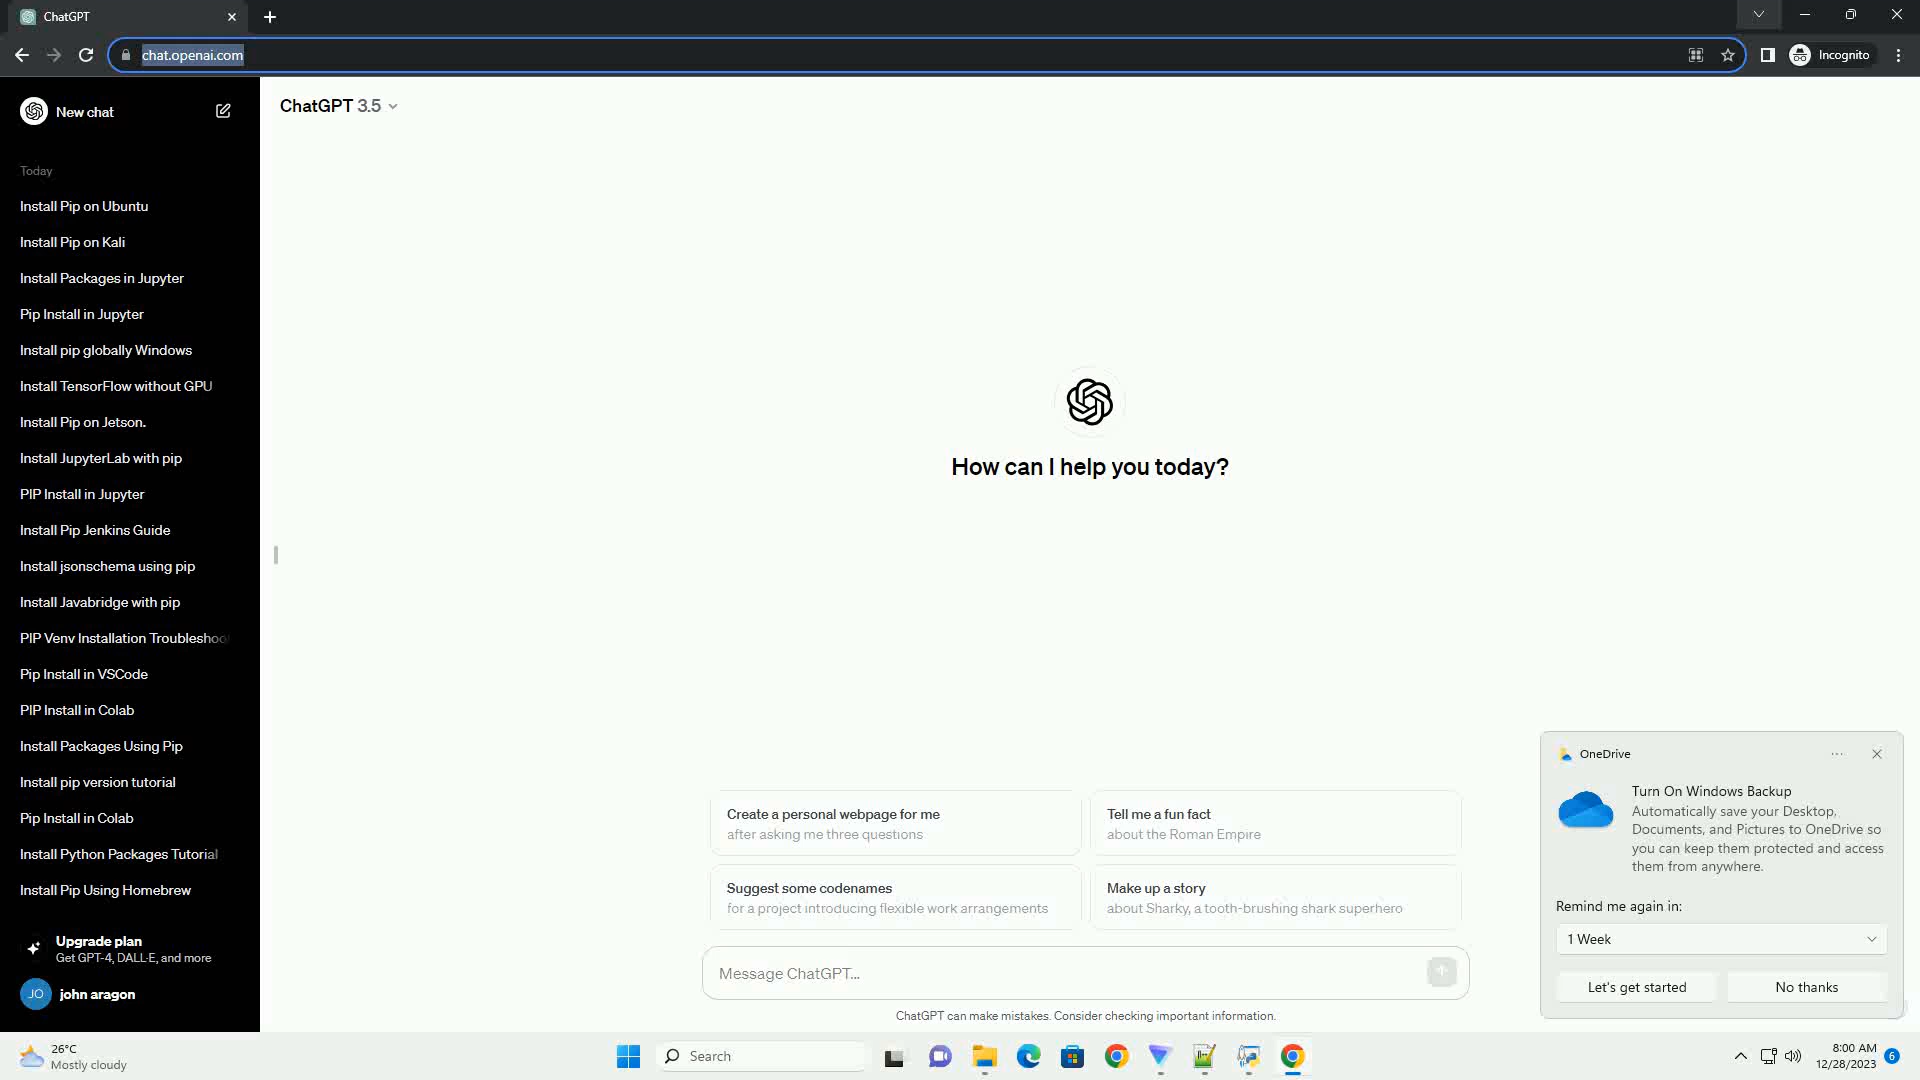 ChatGPT
chat.openai.com
Incognito
New chat
Today
Install Pip on Ubuntu
Install Pip on Kali
Install Packages in Jupyter
Pip Install in Jupyter
Install pip globally Windows
Install TensorFlow without GPU
Install Pip on Jetson.
Install JupyterLab with pip
PIP Install in Jupyter
Install Pip Jenkins Guide
Install jsonschema using pip
Install Javabridge with pip
PIP Venv Installation Troubleshoo
Pip Install in VSCode
PIP Install in Colab
Install Packages Using Pip
Install pip version tutorial
Pip Install in Colab
Install Python Packages Tutorial
Install Pip Using Homebrew
Upgrade plan
Get GPT-4, DALL·E, and more
JO
john aragon
ChatGPT 3.5
How can I help you today?
Create a personal webpage for me
after asking me three questions
Tell me a fun fact
about the Roman Empire
Suggest some codenames
for a project introducing flexible work arrangements
Make up a story
about Sharky, a tooth-brushing shark superhero
Message ChatGPT...
ChatGPT can make mistakes. Consider checking important information.
OneDrive
Turn On Windows Backup
Automatically save your Desktop,
Documents, and Pictures to OneDrive so
you can keep them protected and access
them from anywhere.
Remind me again in:
1 Week
Let's get started
No thanks
26°C
Mostly cloudy
Search
8:00 AM
12/28/2023
6